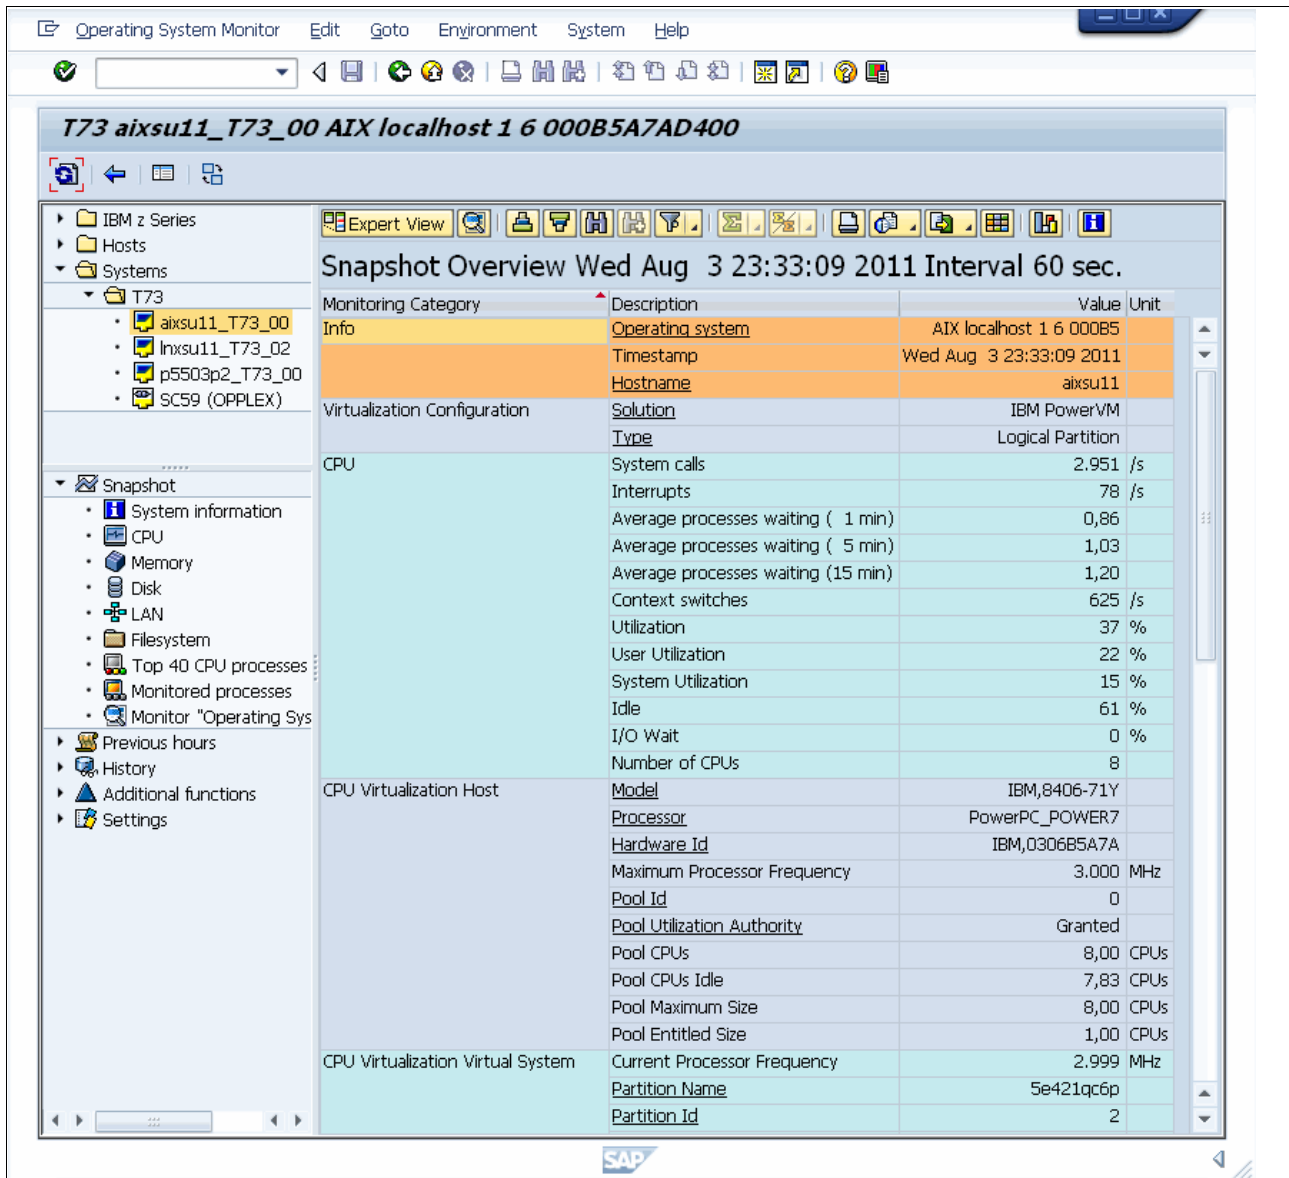 Operating System Monitor Edit Goto Environment System Help
T73 aixsu11_T73_00 AIX localhost 1 6 000B5A7AD400
IBM z Series
Hosts
Systems
T73
aixsu11_T73_00
lnxsu11_T73_02
p5503p2_T73_00
SC59 (OPPLEX)
Snapshot
System information
CPU
Memory
Disk
LAN
Filesystem
Top 40 CPU processes
Monitored processes
Monitor "Operating Sys
Previous hours
History
Additional functions
Settings
Expert View
Snapshot Overview Wed Aug 3 23:33:09 2011 Interval 60 sec.
Monitoring Category Description Value Unit
Info Operating system AIX localhost 1 6 000B5
Timestamp Wed Aug 3 23:33:09 2011
Hostname aixsu11
Virtualization Configuration Solution IBM PowerVM
Type Logical Partition
CPU System calls 2.951 /s
Interrupts 78 /s
Average processes waiting ( 1 min) 0,86
Average processes waiting ( 5 min) 1,03
Average processes waiting (15 min) 1,20
Context switches 625 /s
Utilization 37 %
User Utilization 22 %
System Utilization 15 %
Idle 61 %
I/O Wait 0 %
Number of CPUs 8
CPU Virtualization Host Model IBM,8406-71Y
Processor PowerPC_POWER7
Hardware Id IBM,0306B5A7A
Maximum Processor Frequency 3.000 MHz
Pool Id 0
Pool Utilization Authority Granted
Pool CPUs 8,00 CPUs
Pool CPUs Idle 7,83 CPUs
Pool Maximum Size 8,00 CPUs
Pool Entitled Size 1,00 CPUs
CPU Virtualization Virtual System Current Processor Frequency 2.999 MHz
Partition Name 5e421qc6p
Partition Id 2
SAP